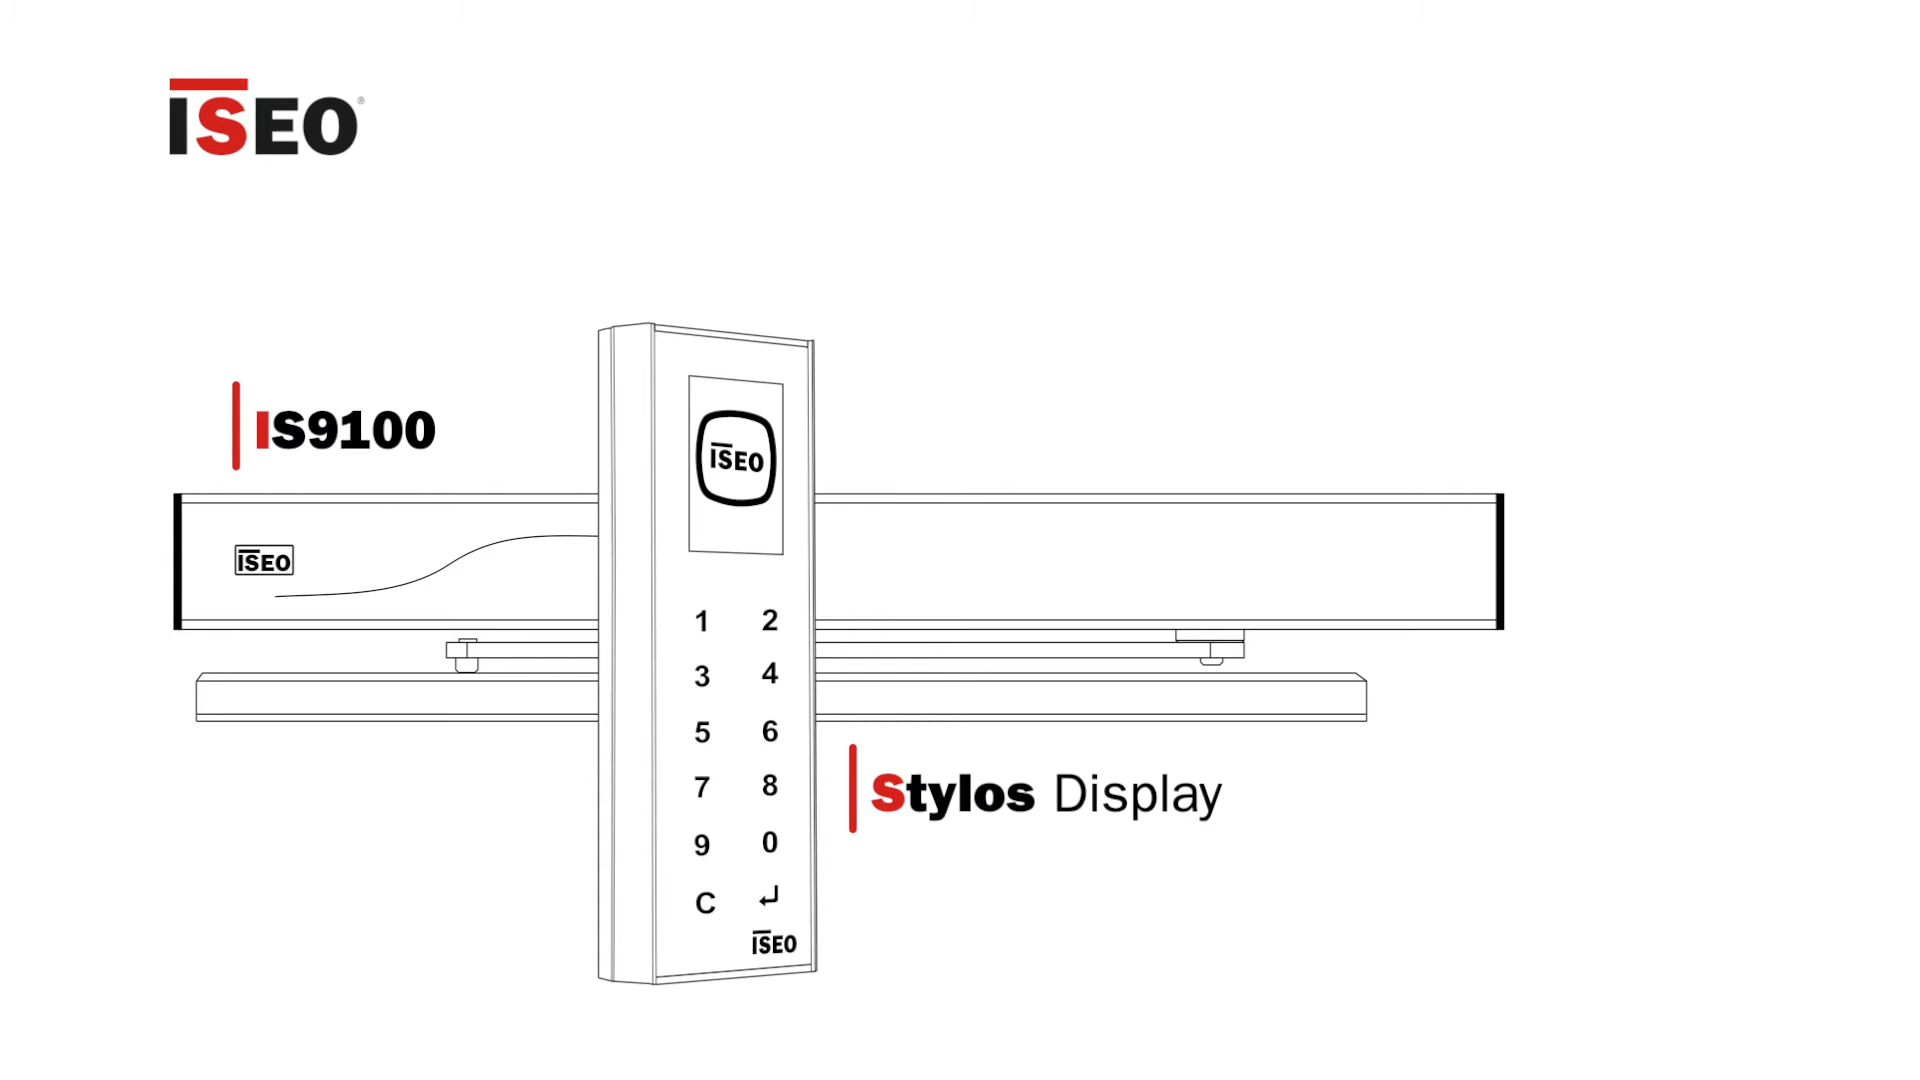 ISEO®
IS9100
ISEO
ISEO
1 2
3 4
5 6
7 8
9 0
C ↵
ISEO
Stylos Display